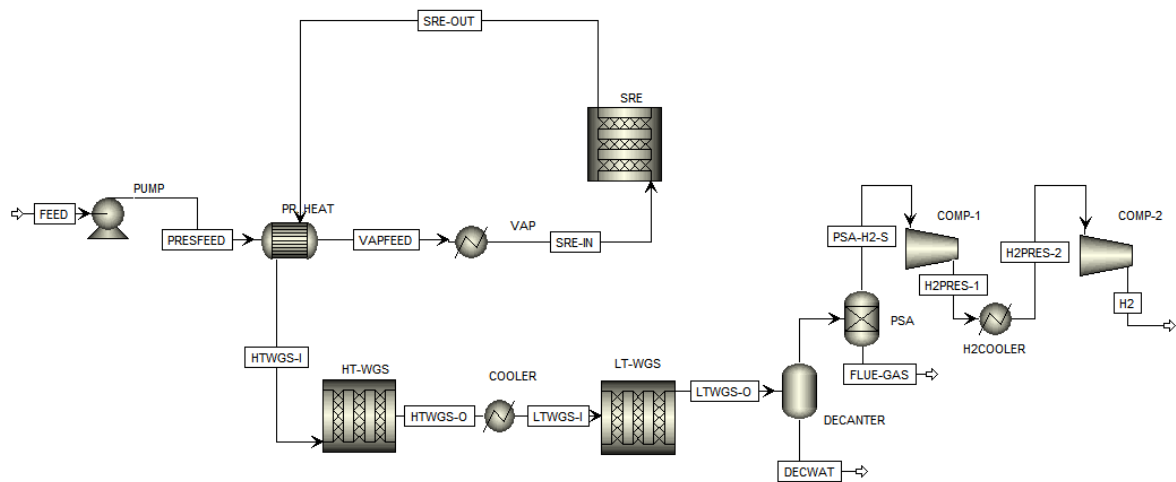 SRE-OUT
SRE
PUMP
FEED
PR_HEAT
PRESFEED
VAPFEED
VAP
SRE-IN
COMP-1
COMP-2
PSA-H2-S
H2PRES-2
H2PRES-1
H2
PSA
H2COOLER
HTWGS-I
HT-WGS
COOLER
LT-WGS
FLUE-GAS
HTWGS-O
LTWGS-I
LTWGS-O
DECANTER
DECWAT